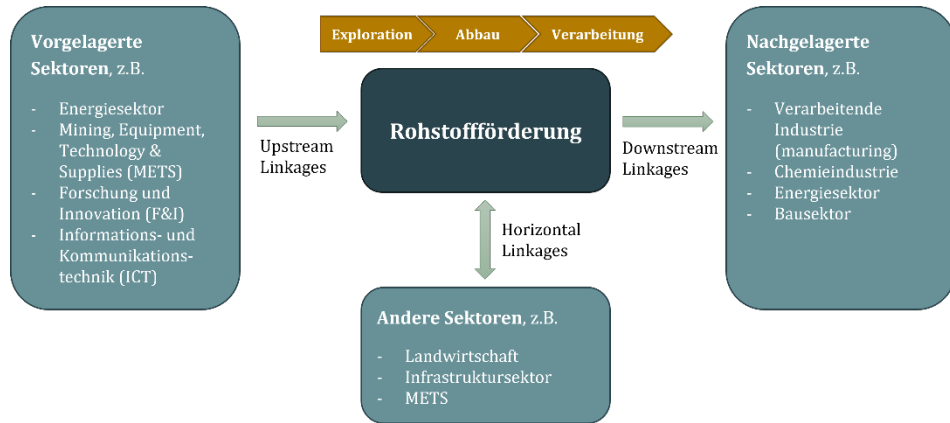 Vorgelagerte
Sektoren, z.B.
- Energiesektor
- Mining, Equipment,
Technology &
Supplies (METS)
- Forschung und
Innovation (F&I)
- Informations- und
Kommunikations-
technik (ICT)
Exploration
Abbau
Verarbeitung
Upstream
Linkages
Rohstoffförderung
Downstream
Linkages
Horizontal
Linkages
Nachgelagerte
Sektoren, z.B.
- Verarbeitende
Industrie
(manufacturing)
- Chemieindustrie
- Energiesektor
- Bausektor
Andere Sektoren, z.B.
- Landwirtschaft
- Infrastruktursektor
- METS